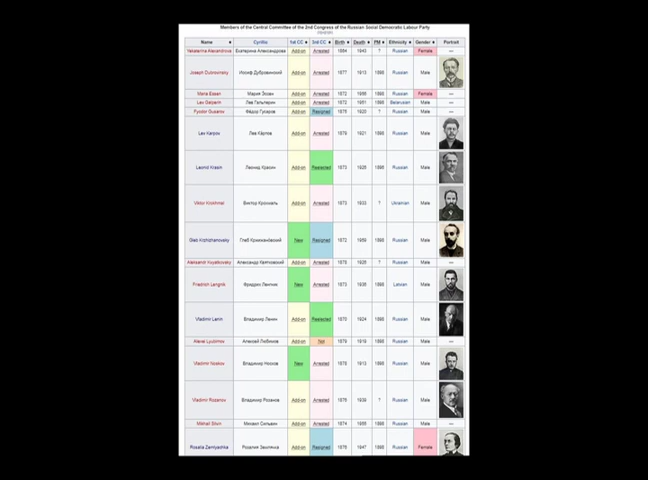 Members of the Central Committee of the 2nd Congress of the Russian Social Democratic Labour Party
Name Cyrillic 1st CC 3rd CC Birth Death PM Ethnicity Gender Portrait
Yekaterina Alexandrova Екатерина Александрова Add-on Arrested 1864 1943 ? Russian Female —
Joseph Dubrovinsky Иосиф Дубровинский Add-on Arrested 1877 1913 1898 Russian Male
Maria Essen Мария Эссен Add-on Arrested 1872 1956 1898 Russian Female —
Lev Galperin Лев Гальперин Add-on Arrested 1872 1951 1898 Belarusian Male —
Fyodor Gusarov Фёдор Гусаров Add-on Resigned 1875 1920 ? Russian Male —
Lev Karpov Лев Карпов Add-on Arrested 1879 1921 1898 Russian Male
Leonid Krasin Леонид Красин Add-on Reelected 1870 1926 1898 Russian Male
Viktor Krokhmal Виктор Крохмаль Add-on Arrested 1873 1933 ? Ukrainian Male
Gleb Krzhizhanovsky Глеб Кржижановский New Resigned 1872 1959 1898 Russian Male
Aleksandr Kvyatkovsky Александр Квятковский Add-on Arrested 1878 1926 ? Russian Male —
Friedrich Lengnik Фридрих Ленгник New Arrested 1873 1936 1898 Latvian Male
Vladimir Lenin Владимир Ленин Add-on Reelected 1870 1924 1898 Russian Male
Alexei Lyubimov Алексей Любимов Add-on Not 1879 1919 1898 Russian Male —
Vladimir Noskov Владимир Носков New Arrested 1878 1913 1898 Russian Male
Vladimir Rozanov Владимир Розанов Add-on Arrested 1876 1939 ? Russian Male
Mikhail Silvin Михаил Сильвин Add-on Arrested 1874 1955 1898 Russian Male —
Rosalia Zemlyachka Розалия Землячка Add-on Resigned 1876 1947 1898 Russian Female